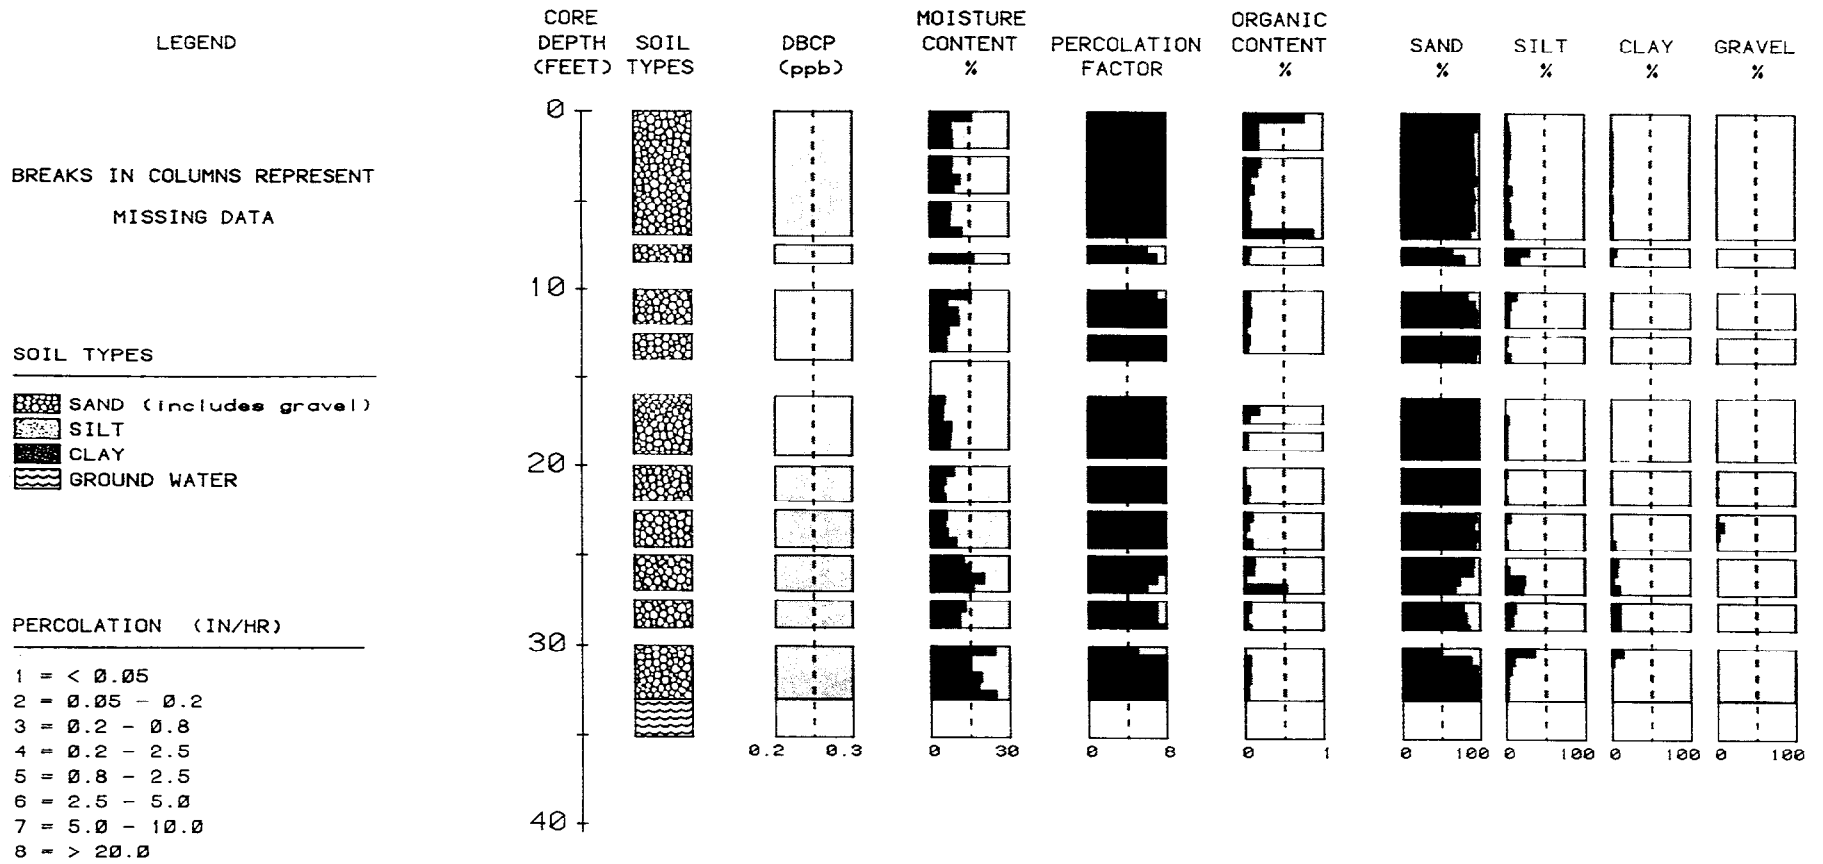 LEGEND
BREAKS IN COLUMNS REPRESENT
MISSING DATA
SOIL TYPES
SAND (includes gravel)
SILT
CLAY
GROUND WATER
PERCOLATION (IN/HR)
1 = < 0.05
2 = 0.05 - 0.2
3 = 0.2 - 0.8
4 = 0.2 - 2.5
5 = 0.8 - 2.5
6 = 2.5 - 5.0
7 = 5.0 - 10.0
8 = > 20.0
CORE
DEPTH
(FEET)
SOIL
TYPES
DBCP
(ppb)
MOISTURE
CONTENT
%
PERCOLATION
FACTOR
ORGANIC
CONTENT
%
SAND
%
SILT
%
CLAY
%
GRAVEL
%
0
10
20
30
40
0.2 0.3
0 30
0 8
0 1
0 100
0 100
0 100
0 100